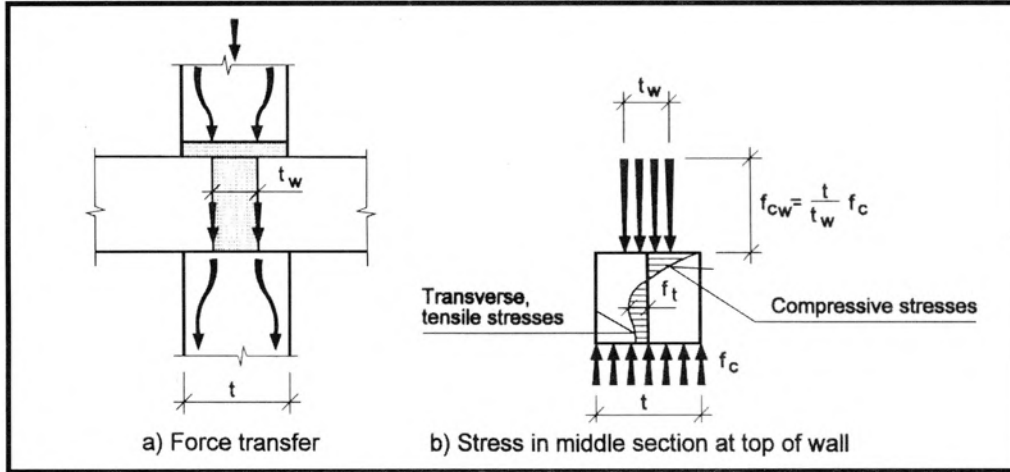 t_w
t
a) Force transfer
t_w
f_cw = t/t_w f_c
Transverse,
tensile stresses
f_t
Compressive stresses
f_c
t
b) Stress in middle section at top of wall